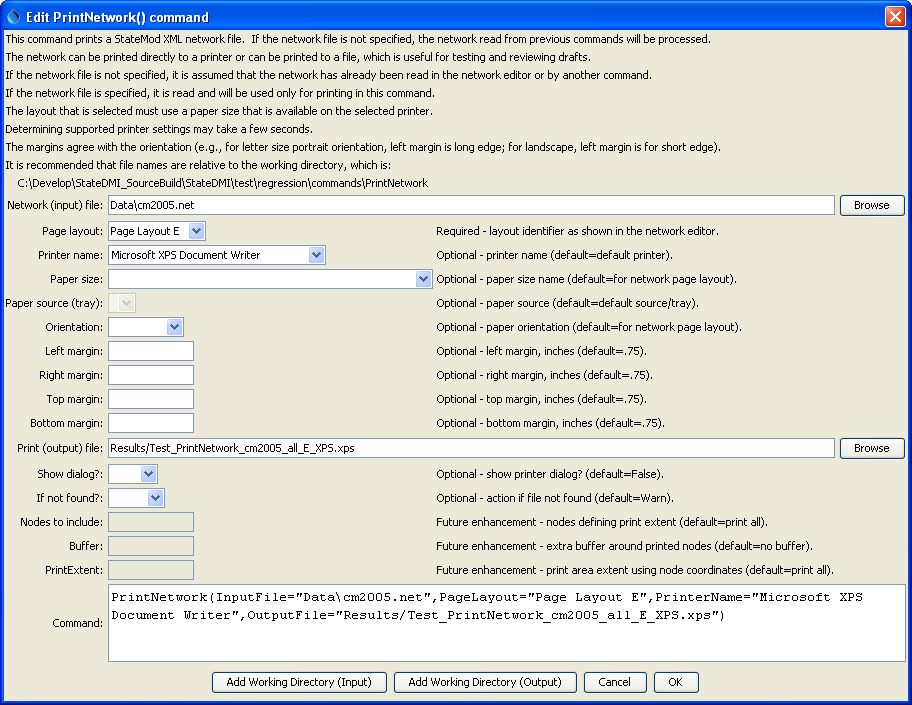 Edit PrintNetwork() command
This command prints a StateMod XML network file.  If the network file is not specified, the network read from previous commands will be processed.
The network can be printed directly to a printer or can be printed to a file, which is useful for testing and reviewing drafts.
If the network file is not specified, it is assumed that the network has already been read in the network editor or by another command.
If the network file is specified, it is read and will be used only for printing in this command.
The layout that is selected must use a paper size that is available on the selected printer.
Determining supported printer settings may take a few seconds.
The margins agree with the orientation (e.g., for letter size portrait orientation, left margin is long edge; for landscape, left margin is for short edge).
It is recommended that file names are relative to the working directory, which is:
C:\Develop\StateDMI_SourceBuild\StateDMI\test\regression\commands\PrintNetwork
Network (input) file: Data\cm2005.net Browse
Page layout: Page Layout E Required - layout identifier as shown in the network editor.
Printer name: Microsoft XPS Document Writer Optional - printer name (default=default printer).
Paper size: Optional - paper size name (default=for network page layout).
Paper source (tray): Optional - paper source (default=default source/tray).
Orientation: Optional - paper orientation (default=for network page layout).
Left margin: Optional - left margin, inches (default=.75).
Right margin: Optional - right margin, inches (default=.75).
Top margin: Optional - top margin, inches (default=.75).
Bottom margin: Optional - bottom margin, inches (default=.75).
Print (output) file: Results/Test_PrintNetwork_cm2005_all_E_XPS.xps Browse
Show dialog?: Optional - show printer dialog? (default=False).
If not found?: Optional - action if file not found (default=Warn).
Nodes to include: Future enhancement - nodes defining print extent (default=print all).
Buffer: Future enhancement - extra buffer around printed nodes (default=no buffer).
PrintExtent: Future enhancement - print area extent using node coordinates (default=print all).
Command: PrintNetwork(InputFile="Data\cm2005.net",PageLayout="Page Layout E",PrinterName="Microsoft XPS
Document Writer",OutputFile="Results/Test_PrintNetwork_cm2005_all_E_XPS.xps")
Add Working Directory (Input) Add Working Directory (Output) Cancel OK